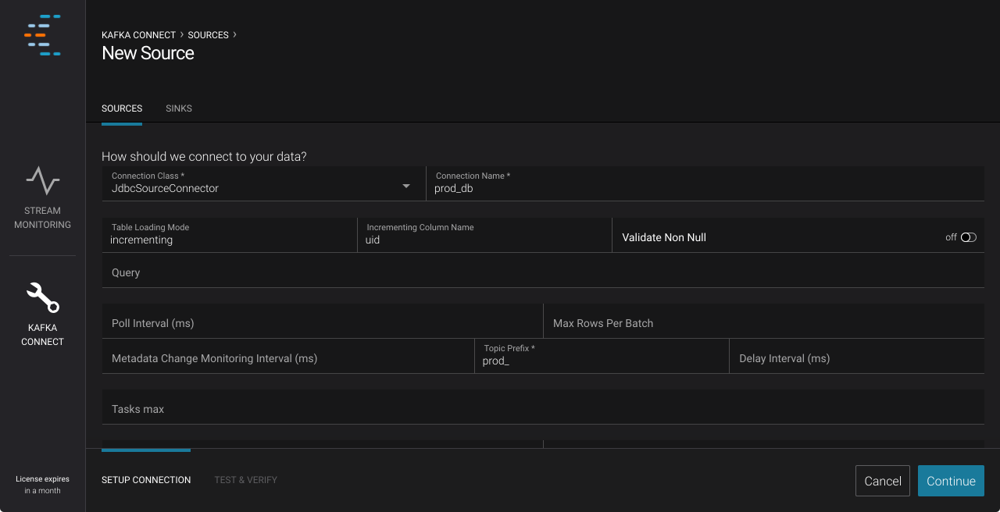 KAFKA CONNECT › SOURCES ›
New Source
SOURCES SINKS
STREAM
MONITORING
KAFKA
CONNECT
License expires
in a month
How should we connect to your data?
Connection Class * Connection Name *
JdbcSourceConnector prod_db
Table Loading Mode Incrementing Column Name
incrementing uid Validate Non Null off
Query
Poll Interval (ms) Max Rows Per Batch
Metadata Change Monitoring Interval (ms) Topic Prefix * prod_ Delay Interval (ms)
Tasks max
SETUP CONNECTION TEST & VERIFY Cancel Continue